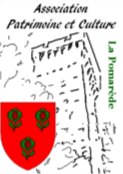 Association
Patrimoine et Culture
La Pomarède